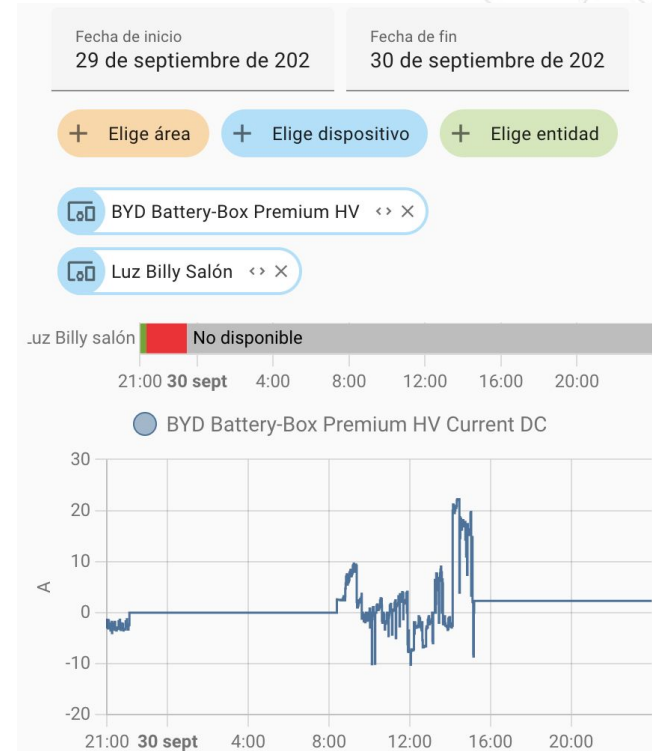 Fecha de inicio Fecha de fin
29 de septiembre de 202 30 de septiembre de 202
+ Elige área + Elige dispositivo + Elige entidad
BYD Battery-Box Premium HV
Luz Billy Salón
uz Billy salón No disponible
21:00 30 sept 4:00 8:00 12:00 16:00 20:00
BYD Battery-Box Premium HV Current DC
30
20
10
A
0
-10
-20
21:00 30 sept 4:00 8:00 12:00 16:00 20:00